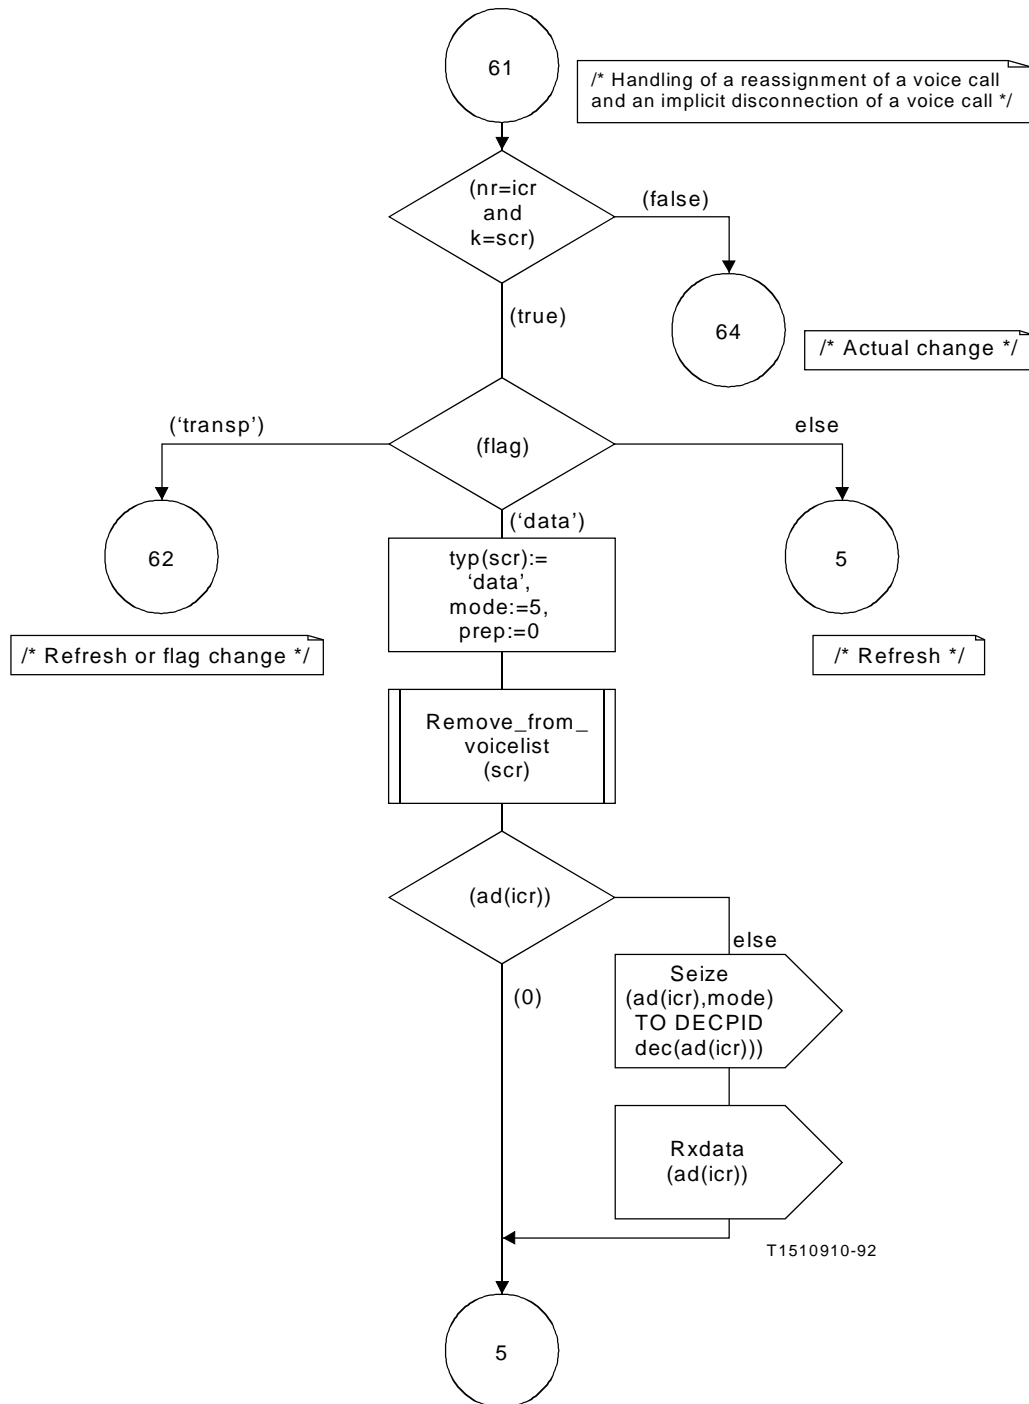 61
/* Handling of a reassignment of a voice call
and an implicit disconnection of a voice call */
(nr=icr
and
k=scr)
(false)
(true)
64
/* Actual change */
(‘transp’)
(flag)
else
(‘data’)
62
typ(scr):=
‘data’,
mode:=5,
prep:=0
5
/* Refresh or flag change */
/* Refresh */
Remove_from_
voicelist
(scr)
(ad(icr))
else
(0)
Seize
(ad(icr),mode)
TO DECPID
dec(ad(icr)))
Rxdata
(ad(icr))
T1510910-92
5